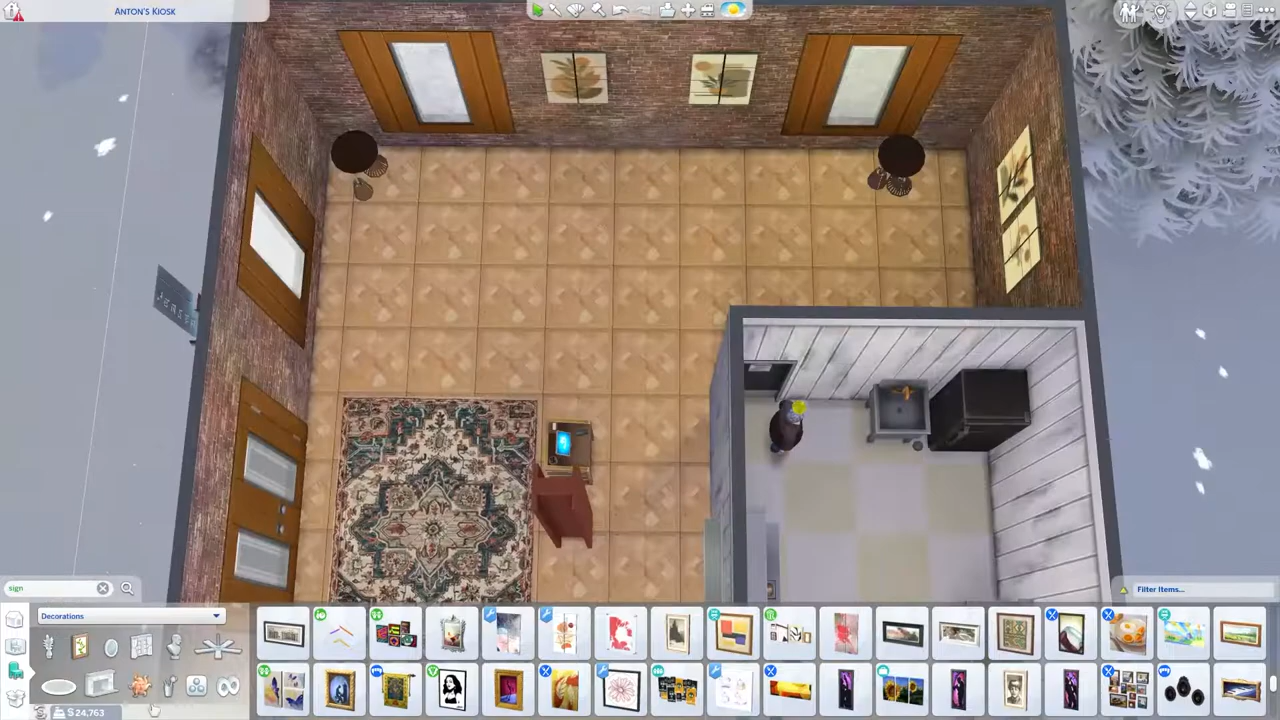 ANTON'S KIOSK
sign
Filter Items...
Decorations
$24,763